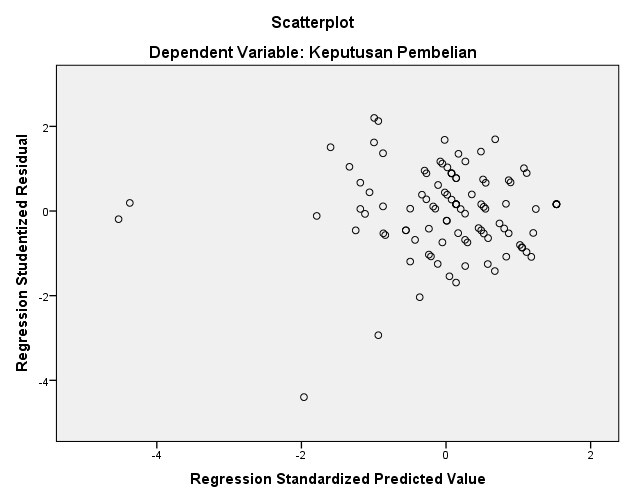 Scatterplot
Dependent Variable: Keputusan Pembelian
Regression Studentized Residual
2
0
-2
-4
-4
-2
0
2
Regression Standardized Predicted Value